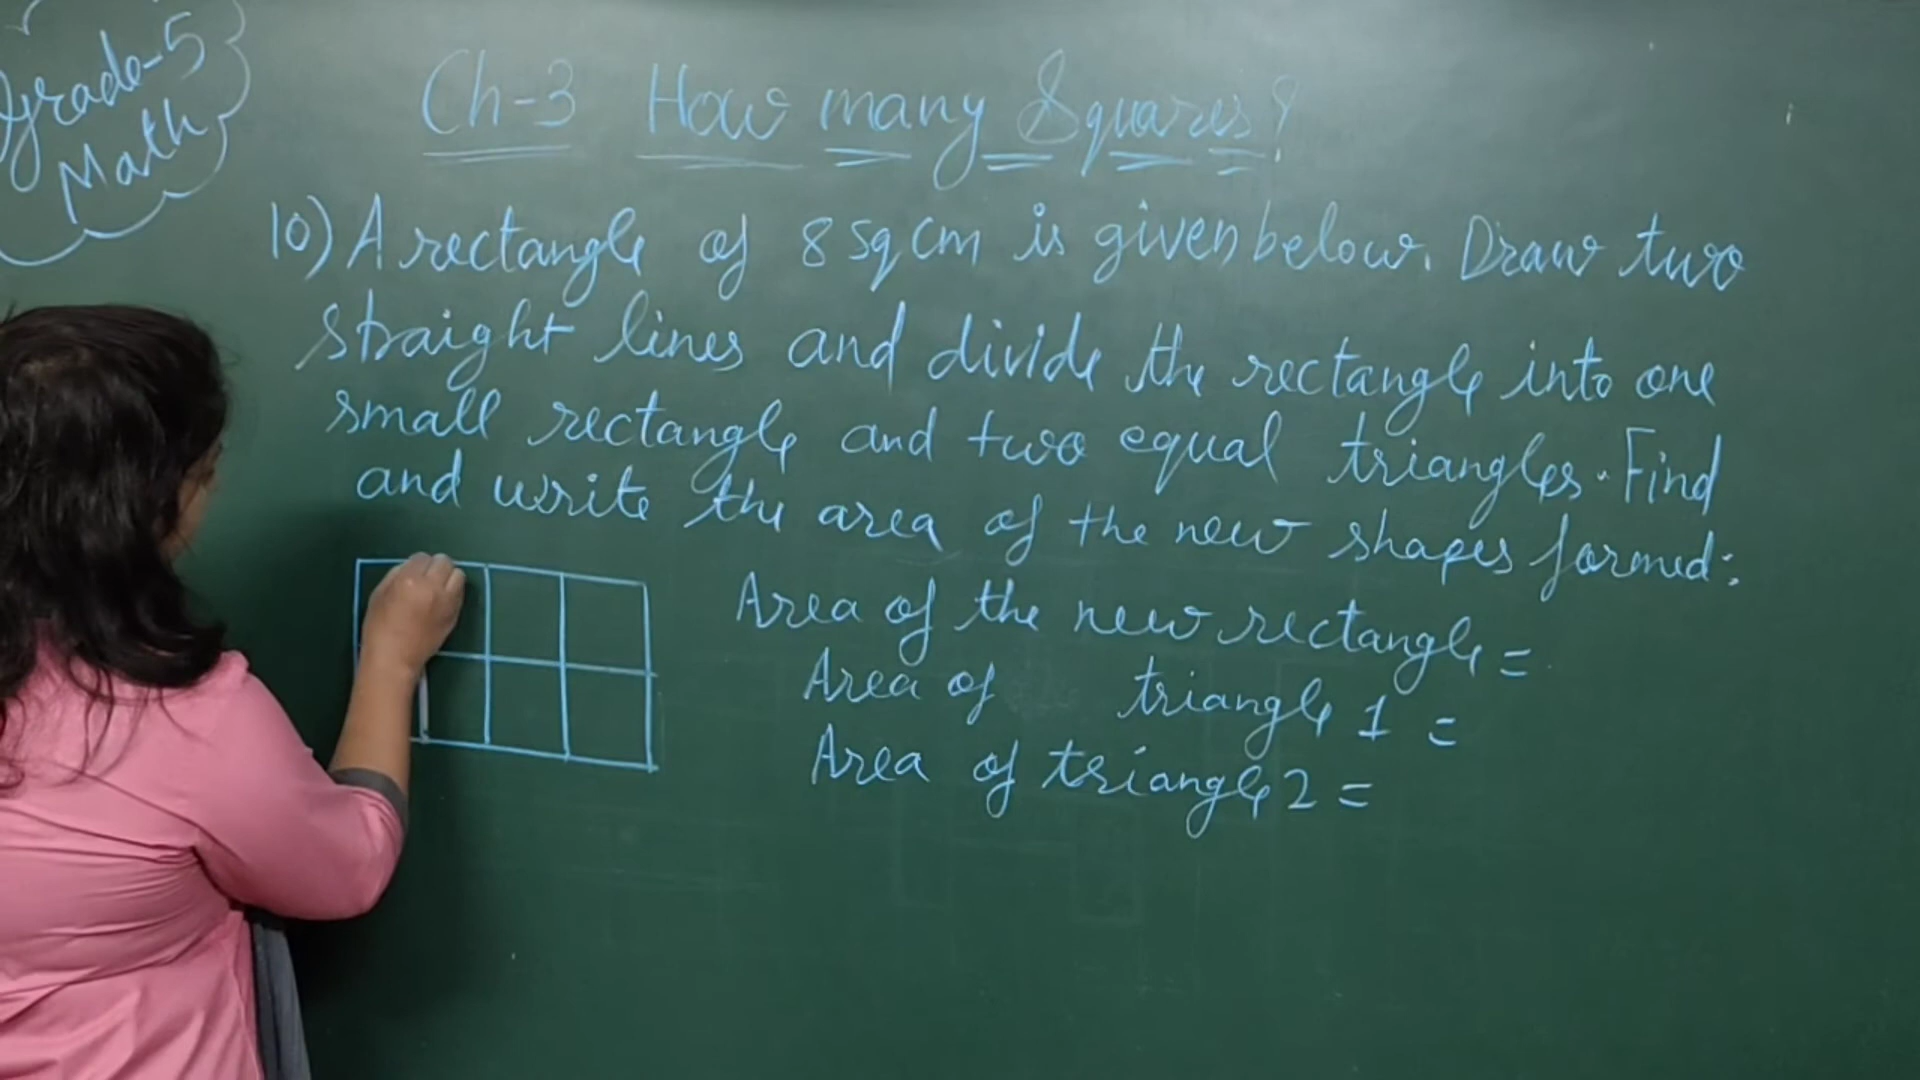 Grade-5
Math
Ch-3 How many Squares?
10) A rectangle of 8 sq cm is given below. Draw two
straight lines and divide the rectangle into one
small rectangle and two equal triangles. Find
and write the area of the new shapes formed:
Area of the new rectangle =
Area of triangle 1 =
Area of triangle 2 =